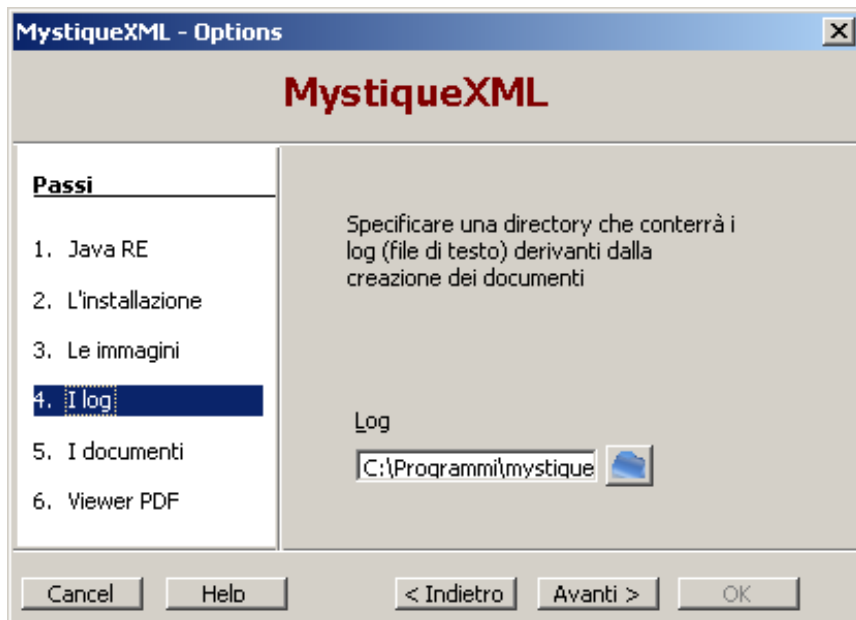 MystiqueXML - Options
MystiqueXML
Passi
1. Java RE
2. L'installazione
3. Le immagini
4. I log
5. I documenti
6. Viewer PDF
Specificare una directory che conterrà i
log (file di testo) derivanti dalla
creazione dei documenti
Log
C:\Programmi\mystique
Cancel
Help
< Indietro
Avanti >
OK